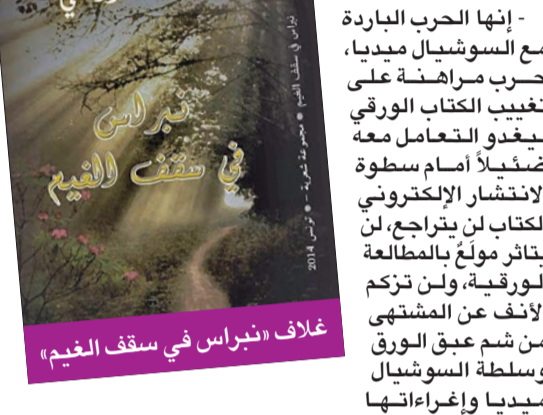 - إنها الحرب الباردة
مع السوشيال ميديا،
حرب مراهنة على
تغييب الكتاب الورقي
ليغدو التعامل معه
ضئيلاً أمام سطوة
الانتشار الإلكتروني
الكتاب لن يتراجع، لن
يتاثر مولَعٌ بالمطالعة
الورقية، ولن تزكم
الأنف عن المشتهى
من شم عبق الورق
وسلطة السوشيال
ميديا وإغراءاتها
نبراس
في سقف الغيم
نبراس في سقف الغيم • مجموعة شعرية - • تونس 2014
غلاف «نبراس في سقف الغيم»